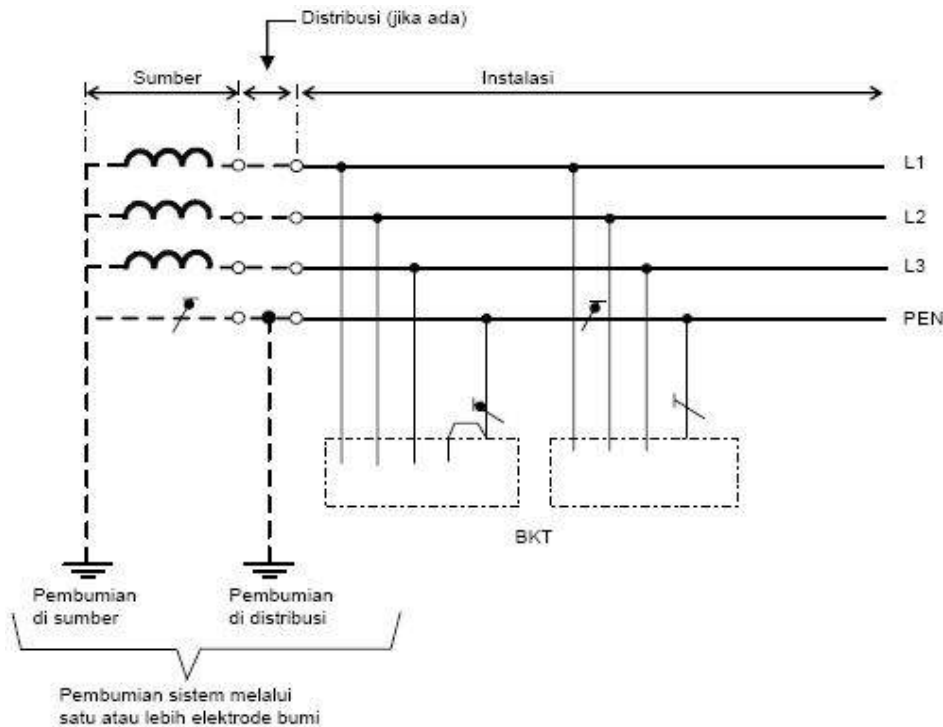 Distribusi (jika ada)
Sumber
Instalasi
L1
L2
L3
PEN
BKT
Pembumian
di sumber
Pembumian
di distribusi
Pembumian sistem melalui
satu atau lebih elektrode bumi